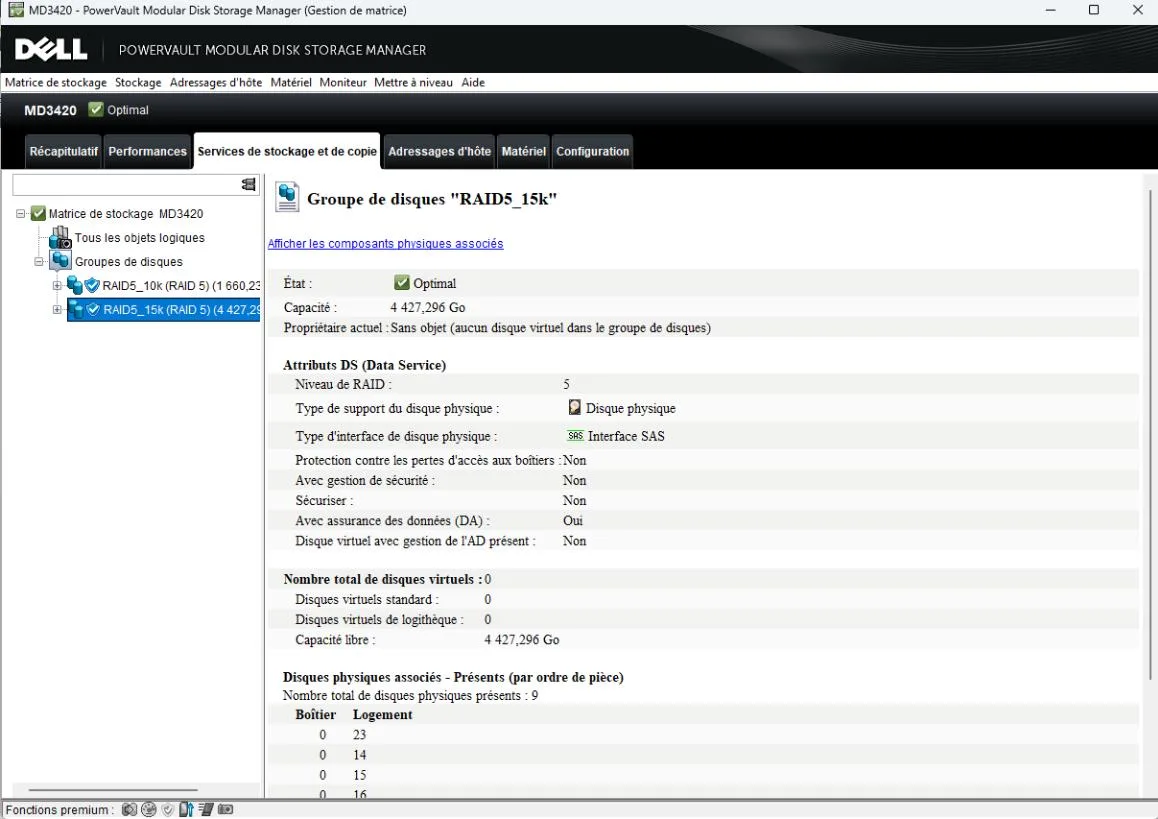 MD3420 - PowerVault Modular Disk Storage Manager (Gestion de matrice)
DELL POWERVAULT MODULAR DISK STORAGE MANAGER
Matrice de stockage Stockage Adressages d'hôte Matériel Moniteur Mettre à niveau Aide
MD3420 Optimal
Récapitulatif Performances Services de stockage et de copie Adressages d'hôte Matériel Configuration
Matrice de stockage MD3420
Tous les objets logiques
Groupes de disques
RAID5_10k (RAID 5) (1 660,23
RAID5_15k (RAID 5) (4 427,29
Groupe de disques "RAID5_15k"
Afficher les composants physiques associés
État : Optimal
Capacité : 4 427,296 Go
Propriétaire actuel : Sans objet (aucun disque virtuel dans le groupe de disques)
Attributs DS (Data Service)
Niveau de RAID : 5
Type de support du disque physique : Disque physique
Type d'interface de disque physique : SAS Interface SAS
Protection contre les pertes d'accès aux boîtiers : Non
Avec gestion de sécurité : Non
Sécuriser : Non
Avec assurance des données (DA) : Oui
Disque virtuel avec gestion de l'AD présent : Non
Nombre total de disques virtuels : 0
Disques virtuels standard : 0
Disques virtuels de logithèque : 0
Capacité libre : 4 427,296 Go
Disques physiques associés - Présents (par ordre de pièce)
Nombre total de disques physiques présents : 9
Boîtier Logement
0 23
0 14
0 15
0 16
Fonctions premium :